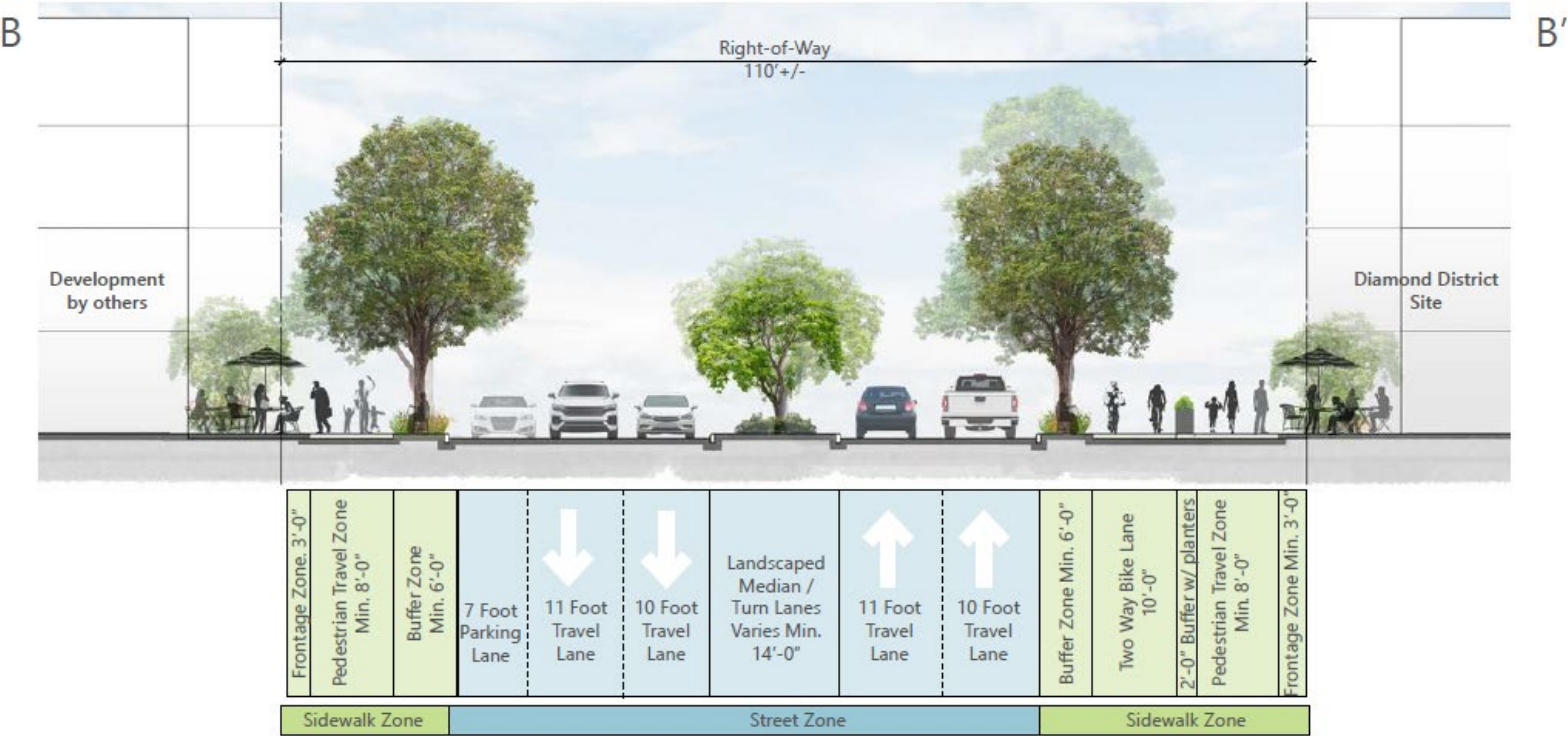 B
B'
Right-of-Way
110'+/-
Development
by others
Diamond District
Site
Frontage Zone. 3'-0"
Pedestrian Travel Zone
Min. 8'-0"
Buffer Zone
Min. 6'-0"
7 Foot
Parking
Lane
11 Foot
Travel
Lane
10 Foot
Travel
Lane
Landscaped
Median /
Turn Lanes
Varies Min.
14'-0"
11 Foot
Travel
Lane
10 Foot
Travel
Lane
Buffer Zone Min. 6'-0"
Two Way Bike Lane
10'-0"
2'-0" Buffer w/ planters
Pedestrian Travel Zone
Min. 8'-0"
Frontage Zone Min. 3'-0"
Sidewalk Zone
Street Zone
Sidewalk Zone